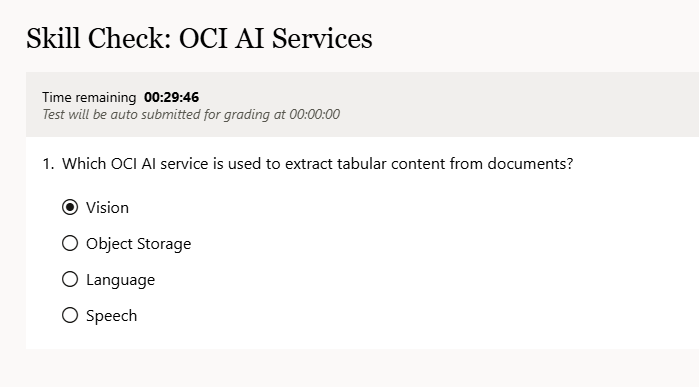 Skill Check: OCI AI Services
Time remaining 00:29:46
Test will be auto submitted for grading at 00:00:00
1. Which OCI AI service is used to extract tabular content from documents?
Vision
Object Storage
Language
Speech